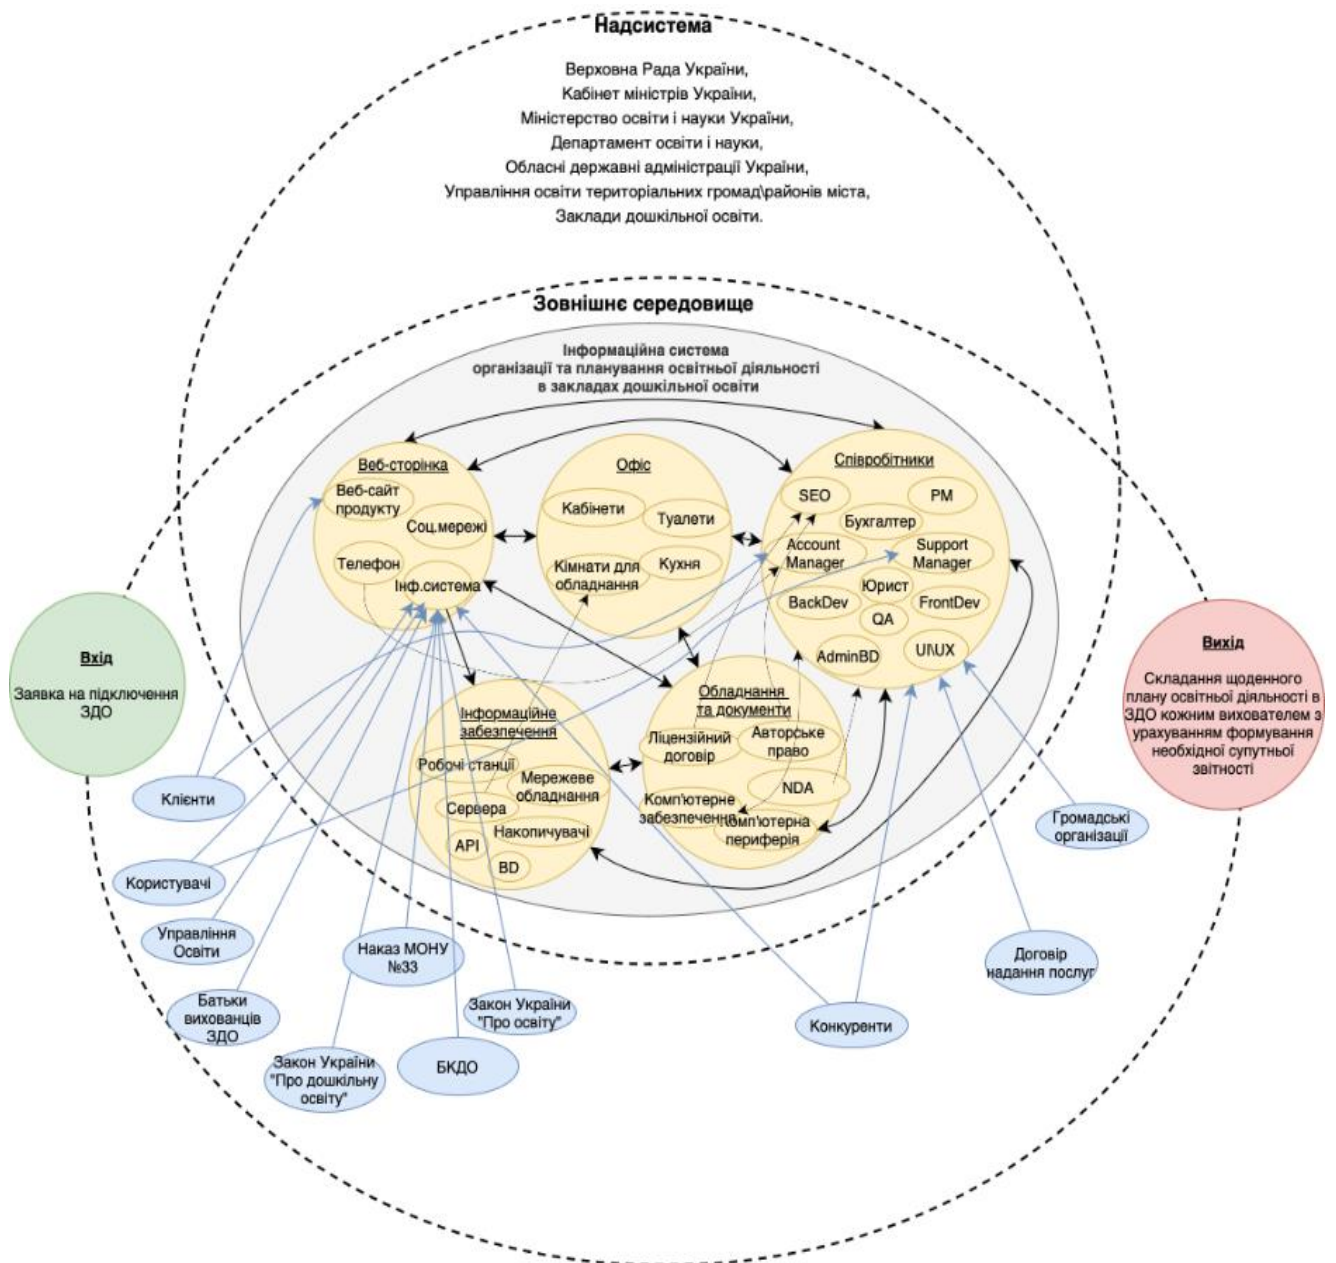 Надсистема
Верховна Рада України,
Кабінет міністрів України,
Міністерство освіти і науки України,
Департамент освіти і науки,
Обласні державні адміністрації України,
Управління освіти територіальних громад\районів міста,
Заклади дошкільної освіти.
Зовнішнє середовище
Інформаційна система
організації та планування освітньої діяльності
в закладах дошкільної освіти
Веб-сторінка
Веб-сайт
продукту
Соц.мережі
Телефон
Інф.система
Офіс
Кабінети
Туалети
Кімнати для
обладнання
Кухня
Співробітники
SEO
PM
Бухгалтер
Account
Manager
Support
Manager
Юрист
BackDev
FrontDev
QA
AdminBD
UI\UX
Інформаційне
забезпечення
Робочі станції
Мережеве
обладнання
Сервера
Накопичувачі
API
BD
Обладнання
та документи
Ліцензійний
договір
Авторське
право
NDA
Комп'ютерне
забезпечення
Комп'ютерна
периферія
Вхід
Заявка на підключення
ЗДО
Вихід
Складання щоденного
плану освітньої діяльності в
ЗДО кожним вихователем з
урахуванням формування
необхідної супутньої
звітності
Клієнти
Користувачі
Управління
Освіти
Батьки
вихованців
ЗДО
Закон України
"Про дошкільну
освіту"
Наказ МОНУ
№33
БКДО
Закон України
"Про освіту"
Конкуренти
Договір
надання послуг
Громадські
організації